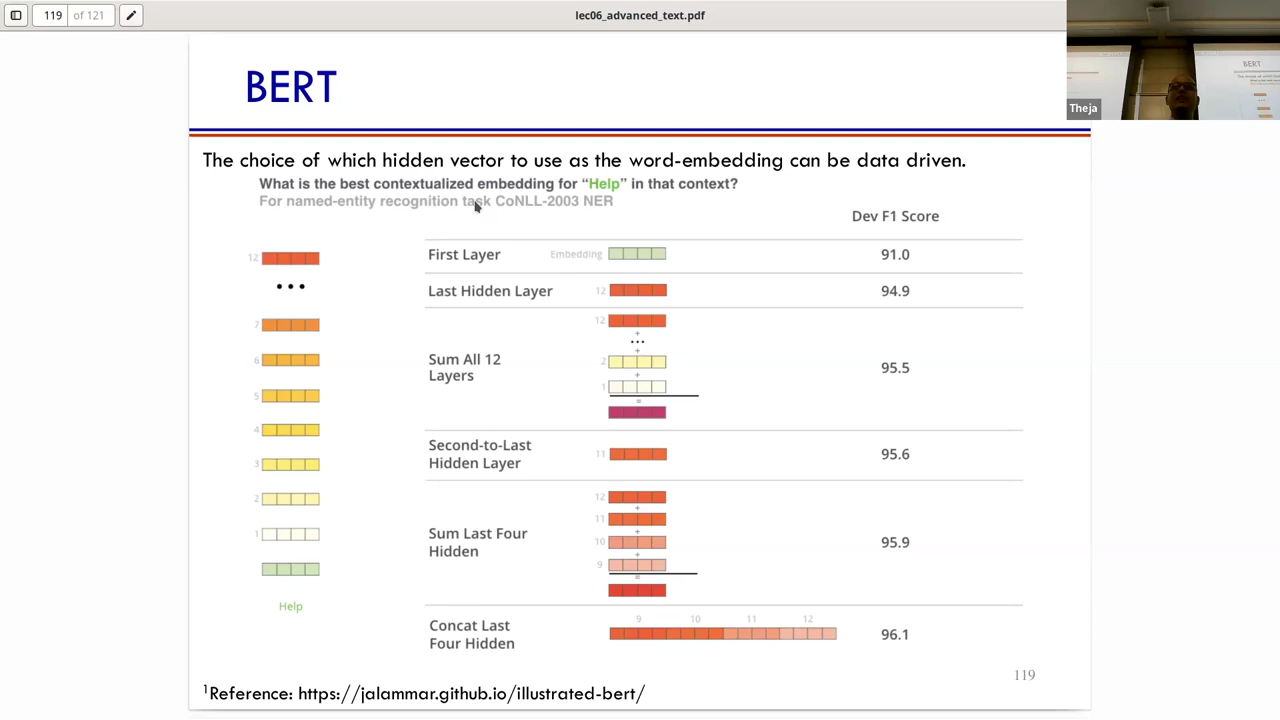 119 of 121
lec06_advanced_text.pdf
Theja
BERT
BERT
The choice of which hidden vector to use as the word-embedding can be data driven.
What is the best contextualized embedding for “Help” in that context?
For named-entity recognition task CoNLL-2003 NER
Dev F1 Score
12
7
6
5
4
3
2
1
Help
First Layer Embedding 91.0
Last Hidden Layer 12 94.9
12
+
...
+
Sum All 12 2 95.5
Layers
+
1
=
Second-to-Last 11 95.6
Hidden Layer
12
+
11
+
Sum Last Four 10 95.9
Hidden
+
9
=
9 10 11 12
Concat Last 96.1
Four Hidden
119
1Reference: https://jalammar.github.io/illustrated-bert/